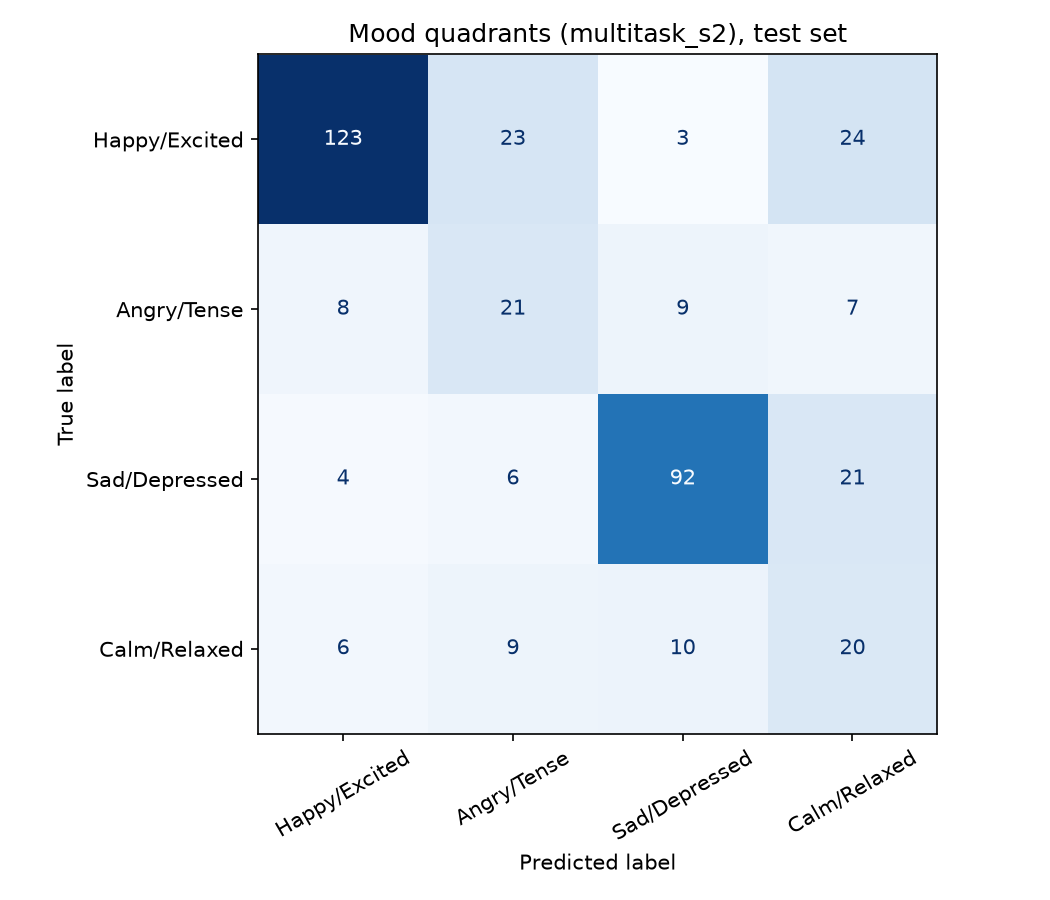 Mood quadrants (multitask_s2), test set
Happy/Excited 123 23 3 24
Angry/Tense 8 21 9 7
True label
Sad/Depressed 4 6 92 21
Calm/Relaxed 6 9 10 20
Happy/Excited Angry/Tense Sad/Depressed Calm/Relaxed
Predicted label